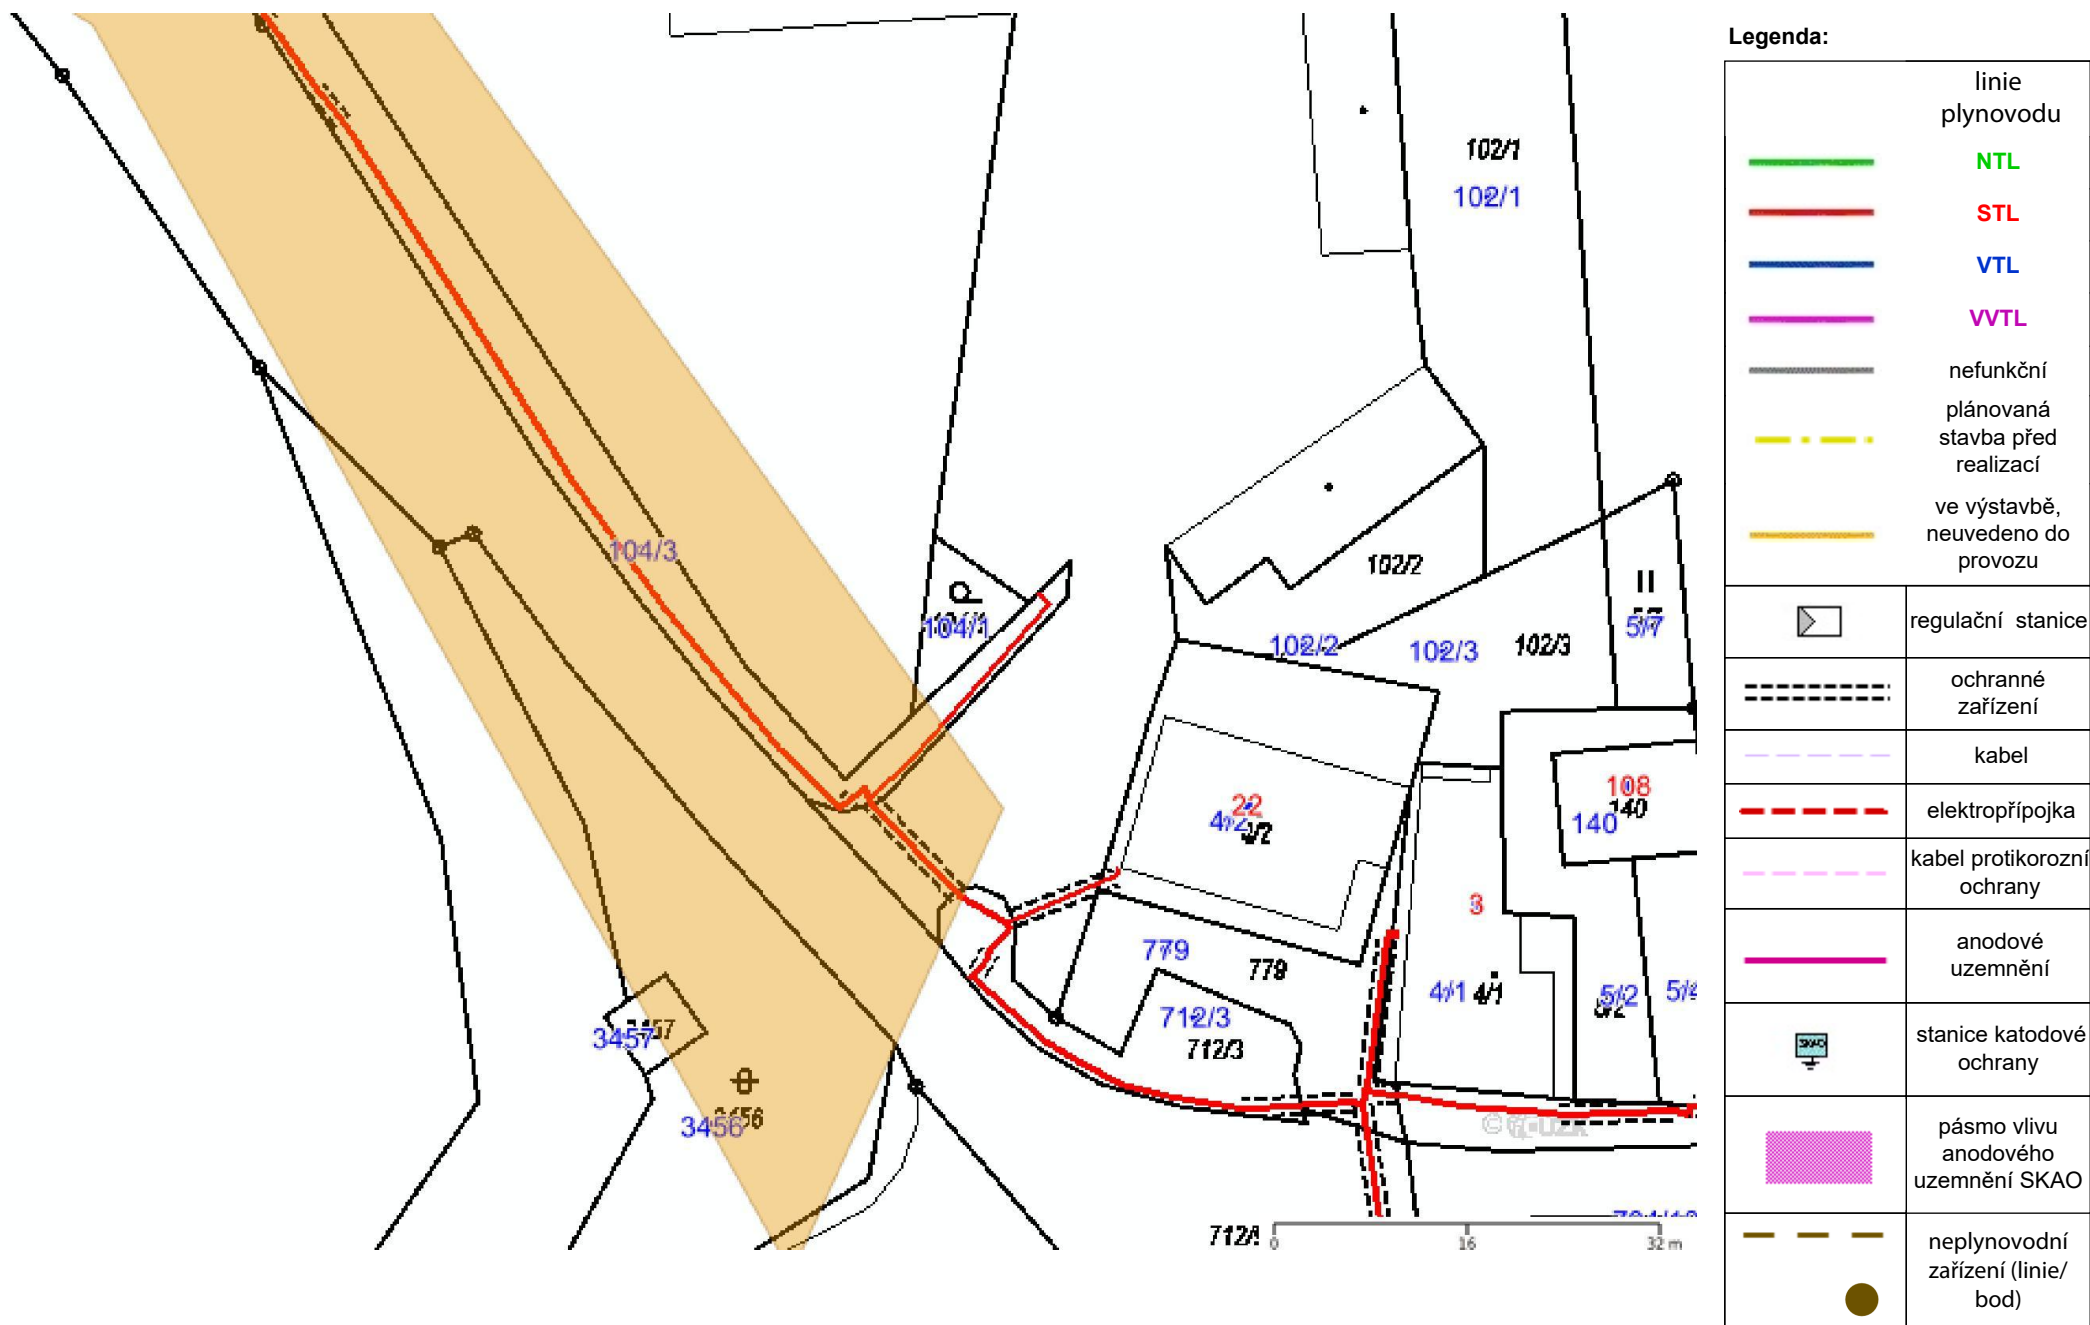 102/1
102/1
104/3
P
104/1
102/2
102/2
102/3
102/3
5/7
22
3
108
140
140
779
779
712/3
712/3
4/1
4/1
5/2
3457
3457
3456
3456
712/
0
16
32 m
Legenda:
linie
plynovodu
NTL
STL
VTL
VVTL
nefunkční
plánovaná
stavba před
realizací
ve výstavbě,
neuvedeno do
provozu
regulační stanice
ochranné
zařízení
kabel
elektropřípojka
kabel protikorozní
ochrany
anodové
uzemnění
SKAO
stanice katodové
ochrany
pásmo vlivu
anodového
uzemnění SKAO
neplynovodní
zařízení (linie/
bod)